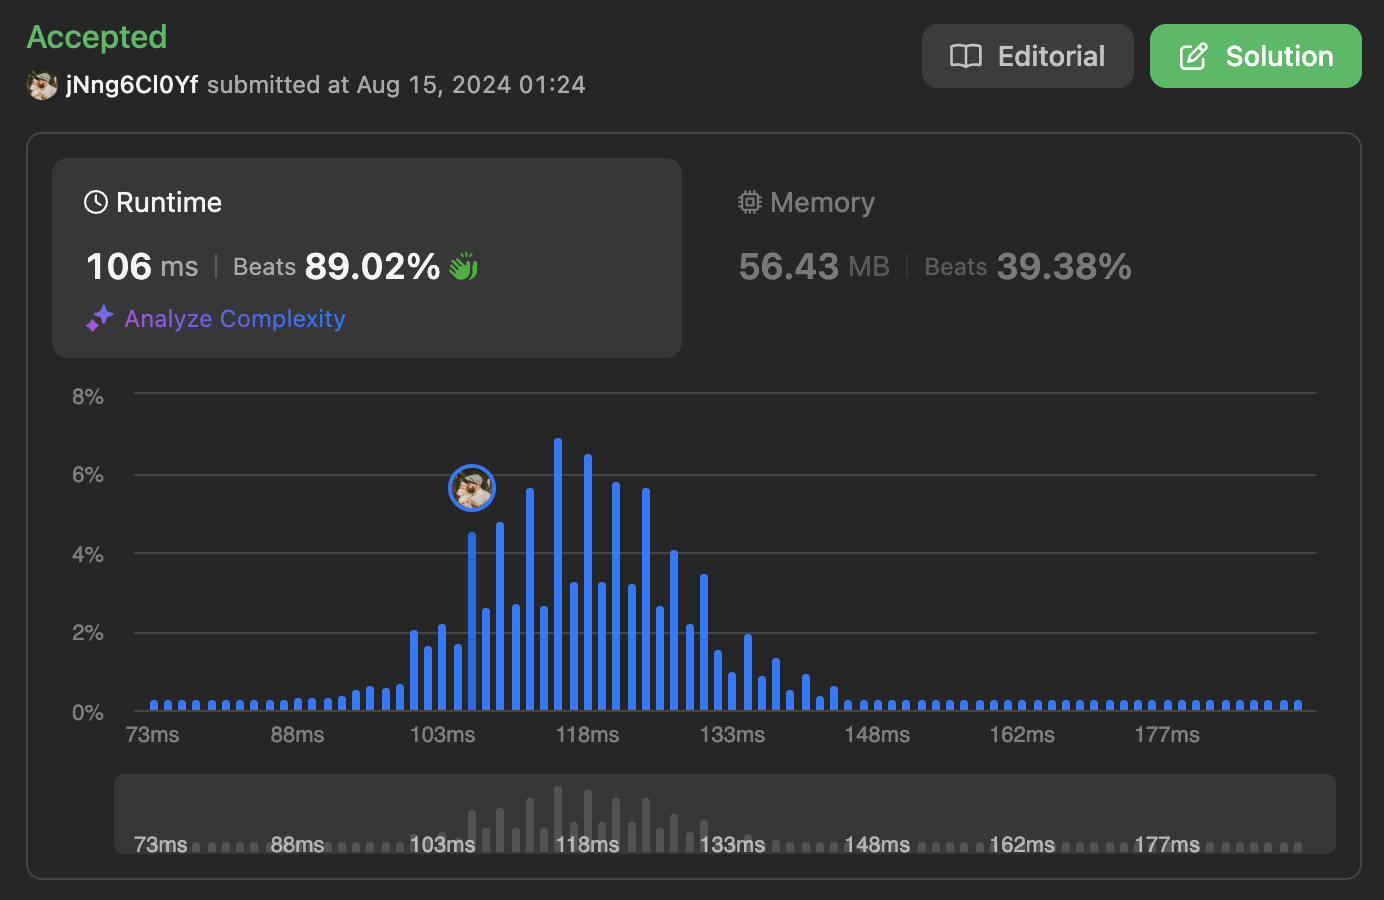 Accepted
jNng6Cl0Yf submitted at Aug 15, 2024 01:24
Editorial
Solution
Runtime
106 ms | Beats 89.02%
Analyze Complexity
Memory
56.43 MB | Beats 39.38%
8%
6%
4%
2%
0%
73ms 88ms 103ms 118ms 133ms 148ms 162ms 177ms
73ms 88ms 103ms 118ms 133ms 148ms 162ms 177ms